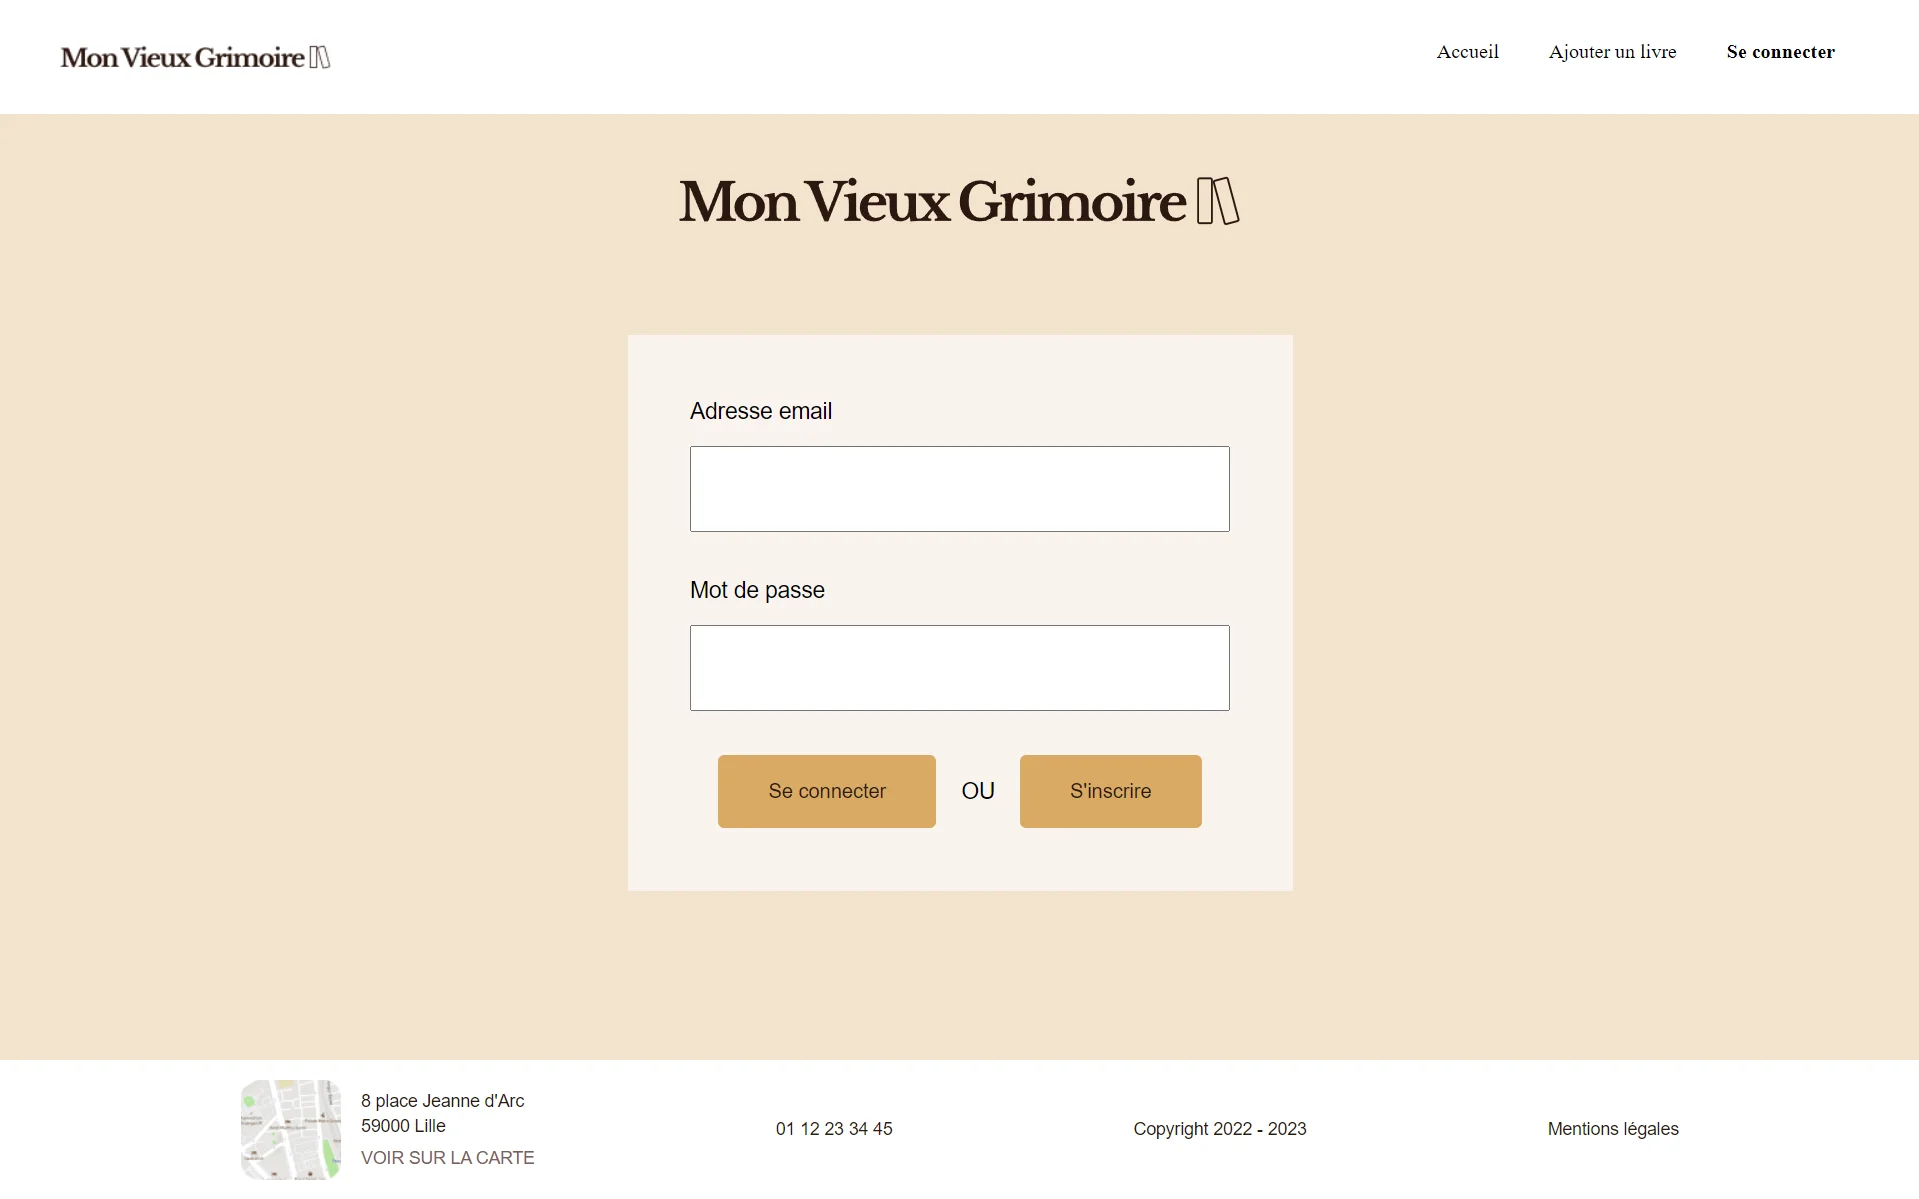 Mon Vieux Grimoire
Accueil
Ajouter un livre
Se connecter
Mon Vieux Grimoire
Adresse email
Mot de passe
Se connecter
OU
S'inscrire
8 place Jeanne d'Arc
59000 Lille
VOIR SUR LA CARTE
01 12 23 34 45
Copyright 2022 - 2023
Mentions légales